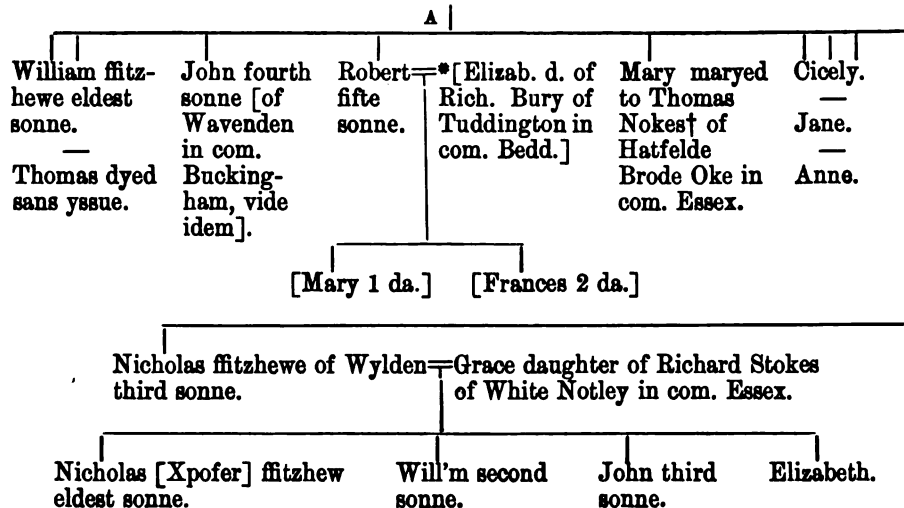 A
William ffitz-
hewe eldest
sonne.
—
Thomas dyed
sans yssue.
John fourth
sonne [of
Wavenden
in com.
Bucking-
ham, vide
idem].
Robert
fifte
sonne.
*[Elizab. d. of
Rich. Bury of
Tuddington in
com. Bedd.]
Mary maryed
to Thomas
Nokes† of
Hatfelde
Brode Oke in
com. Essex.
Cicely.
—
Jane.
—
Anne.
[Mary 1 da.] [Frances 2 da.]
Nicholas ffitzhewe of Wylden
third sonne.
Grace daughter of Richard Stokes
of White Notley in com. Essex.
Nicholas [Xpofer] ffitzhew
eldest sonne.
Will'm second
sonne.
John third
sonne.
Elizabeth.